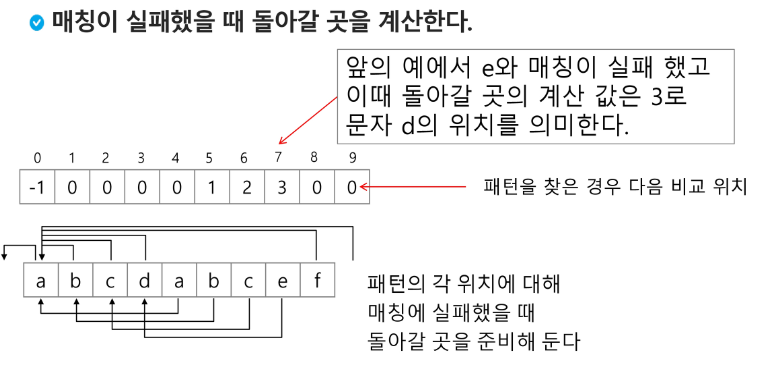 매칭이 실패했을 때 돌아갈 곳을 계산한다.
앞의 예에서 e와 매칭이 실패 했고
이때 돌아갈 곳의 계산 값은 3로
문자 d의 위치를 의미한다.
0 1 2 3 4 5 6 7 8 9
-1 0 0 0 0 1 2 3 0 0
패턴을 찾은 경우 다음 비교 위치
a b c d a b c e f
패턴의 각 위치에 대해
매칭에 실패했을 때
돌아갈 곳을 준비해 둔다